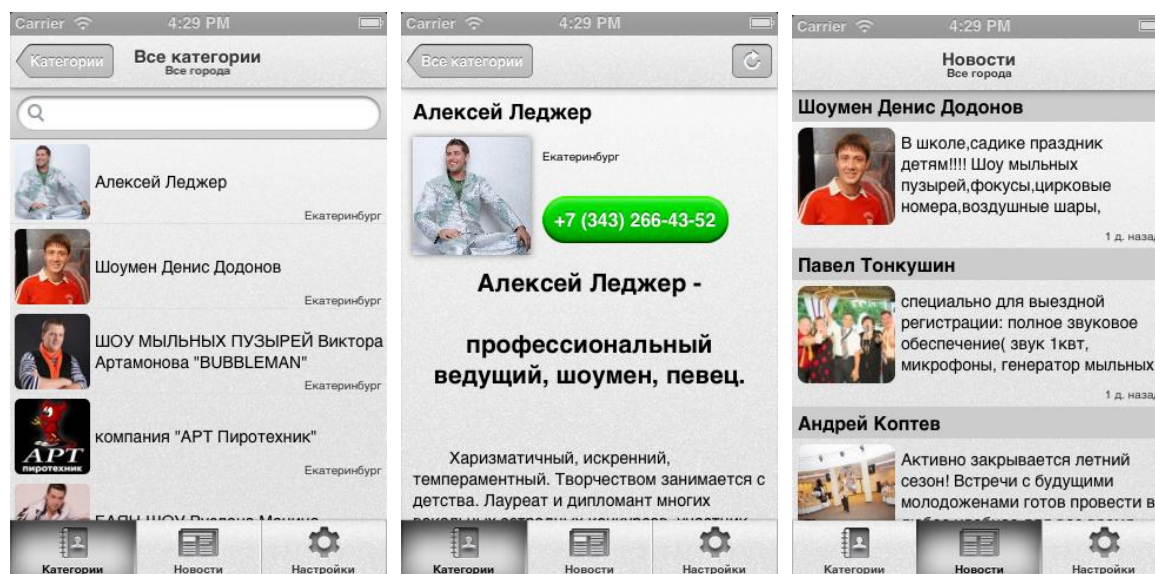 Carrier 4:29 PM
Категории
Все категории
Все города
Алексей Леджер
Екатеринбург
Шоумен Денис Додонов
Екатеринбург
ШОУ МЫЛЬНЫХ ПУЗЫРЕЙ Виктора
Артамонова "BUBBLEMAN"
Екатеринбург
АРТ
пиротехник
компания "АРТ Пиротехник"
Екатеринбург
Категории Новости Настройки
Carrier 4:29 PM
Все категории
Алексей Леджер
Екатеринбург
+7 (343) 266-43-52
Алексей Леджер -
профессиональный
ведущий, шоумен, певец.
Харизматичный, искренний,
темпераментный. Творчеством занимается с
детства. Лауреат и дипломант многих
Категории Новости Настройки
Carrier 4:29 PM
Новости
Все города
Шоумен Денис Додонов
В школе,садике праздник
детям!!!! Шоу мыльных
пузырей,фокусы,цирковые
номера,воздушные шары,
1 д. наза
Павел Тонкушин
специально для выездной
регистрации: полное звуковое
обеспечение( звук 1квт,
микрофоны, генератор мыльных
1 д. наза
Андрей Коптев
Активно закрывается летний
сезон! Встречи с будущими
молодоженами готов провести в
Категории Новости Настройки